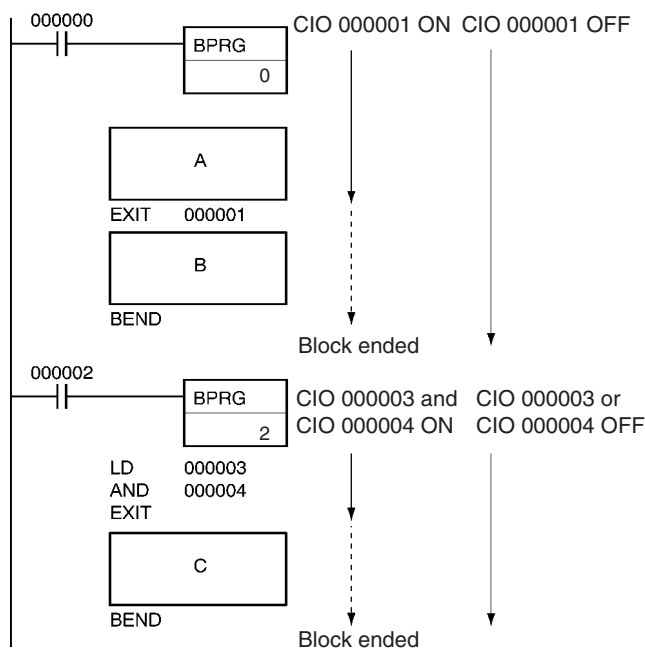 000000
BPRG
0
CIO 000001 ON CIO 000001 OFF
A
EXIT 000001
B
BEND
Block ended
000002
BPRG
2
CIO 000003 and CIO 000003 or
CIO 000004 ON CIO 000004 OFF
LD 000003
AND 000004
EXIT
C
BEND
Block ended